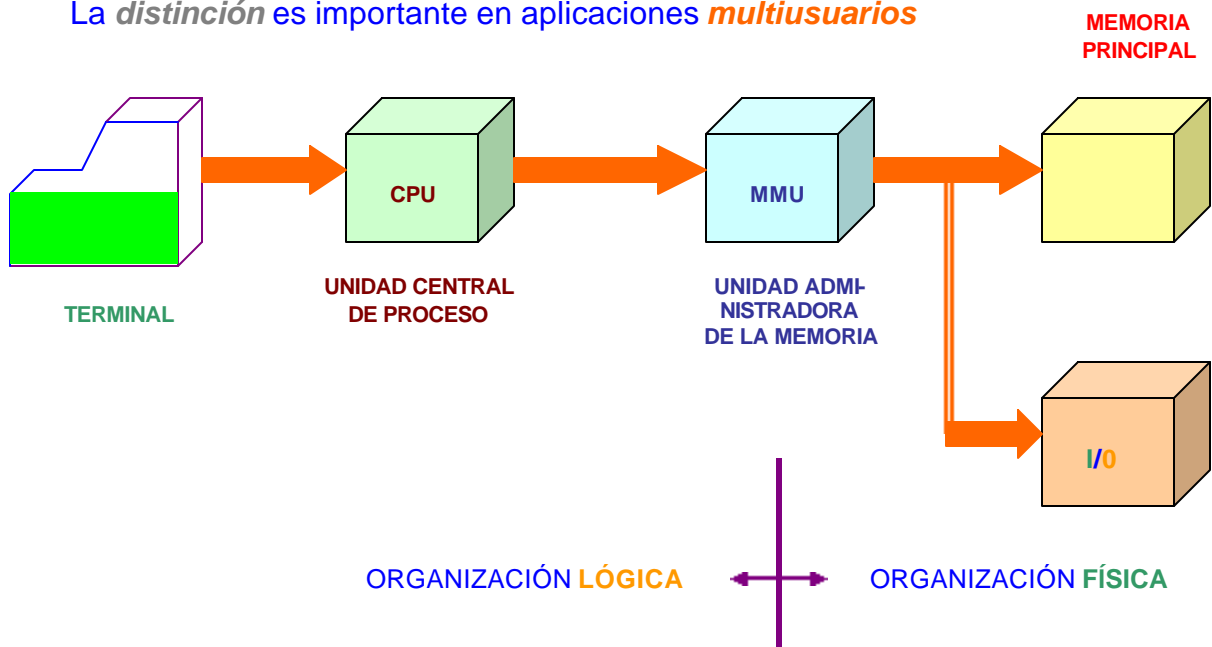 La distinción es importante en aplicaciones multiusuarios
MEMORIA
PRINCIPAL
CPU
MMU
TERMINAL
UNIDAD CENTRAL
DE PROCESO
UNIDAD ADMI-
NISTRADORA
DE LA MEMORIA
I/0
ORGANIZACIÓN LÓGICA
ORGANIZACIÓN FÍSICA